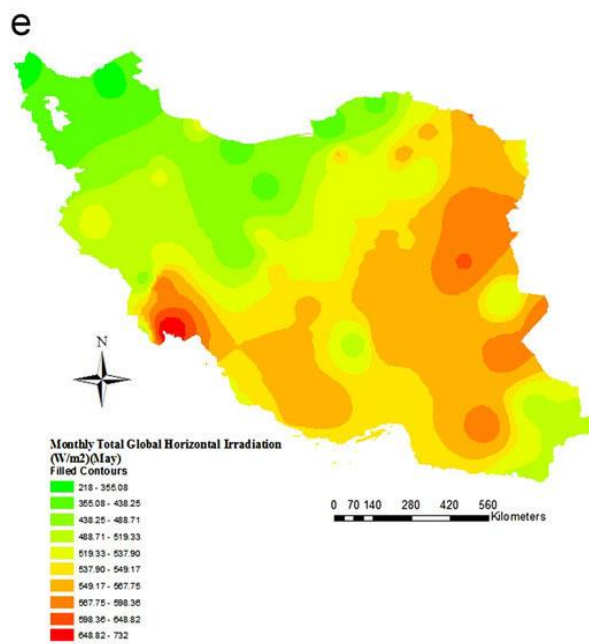 e
N
Monthly Total Global Horizontal Irradiation
(W/m2)(May)
Filled Contours
218 - 355.08
355.08 - 438.25
438.25 - 488.71
488.71 - 519.33
519.33 - 537.90
537.90 - 549.17
549.17 - 567.75
567.75 - 598.36
598.36 - 648.82
648.82 - 732
0 70 140 280 420 560
Kilometers